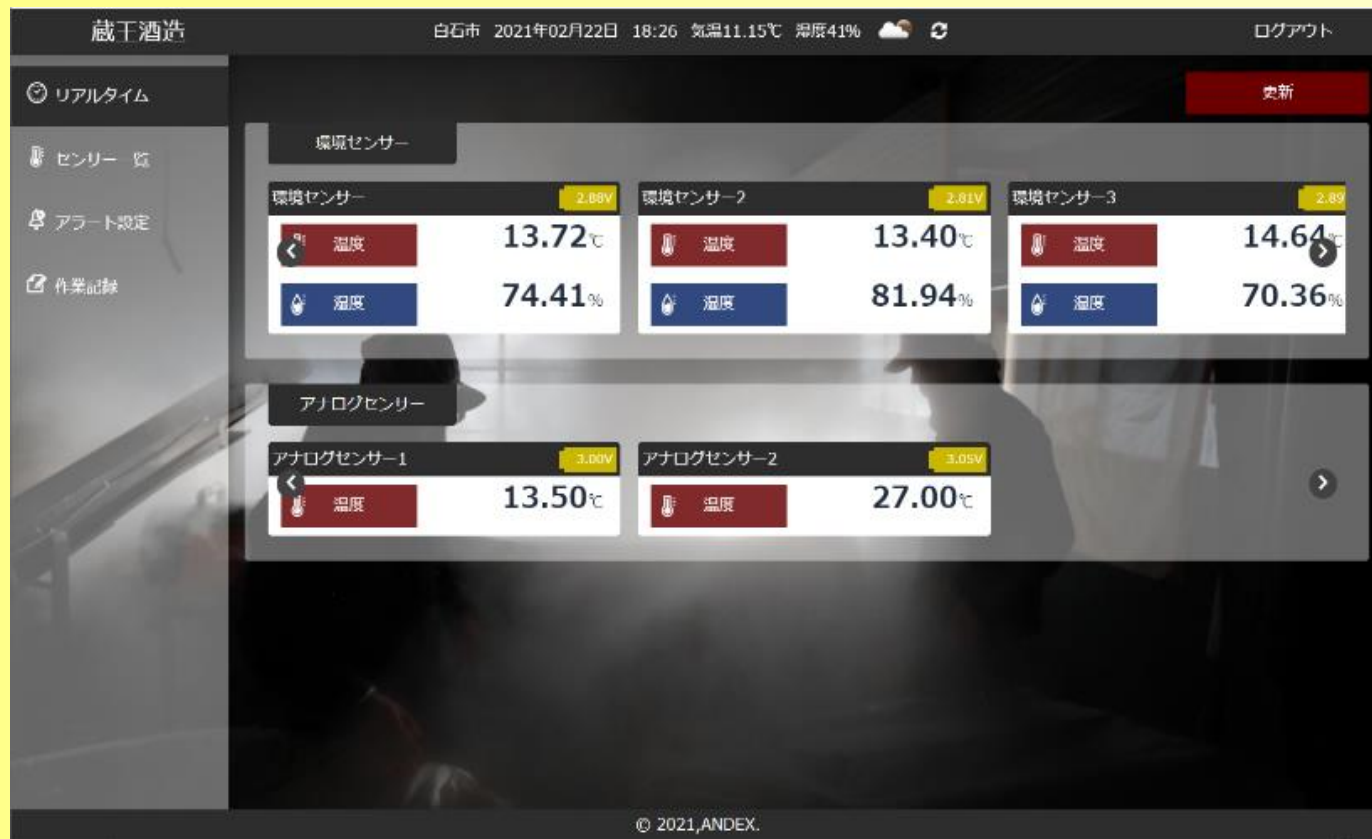 蔵王酒造
白石市 2021年02月22日 18:26 気温11.15℃ 湿度41%
ログアウト
リアルタイム
センサー一覧
アラート設定
作業記録
更新
環境センサー
環境センサー 2.88V
温度 13.72℃
湿度 74.41%
環境センサー2 2.81V
温度 13.40℃
湿度 81.94%
環境センサー3 2.89
温度 14.64℃
湿度 70.36%
アナログセンサー
アナログセンサー1 3.00V
温度 13.50℃
アナログセンサー2 3.05V
温度 27.00℃
© 2021,ANDEX.